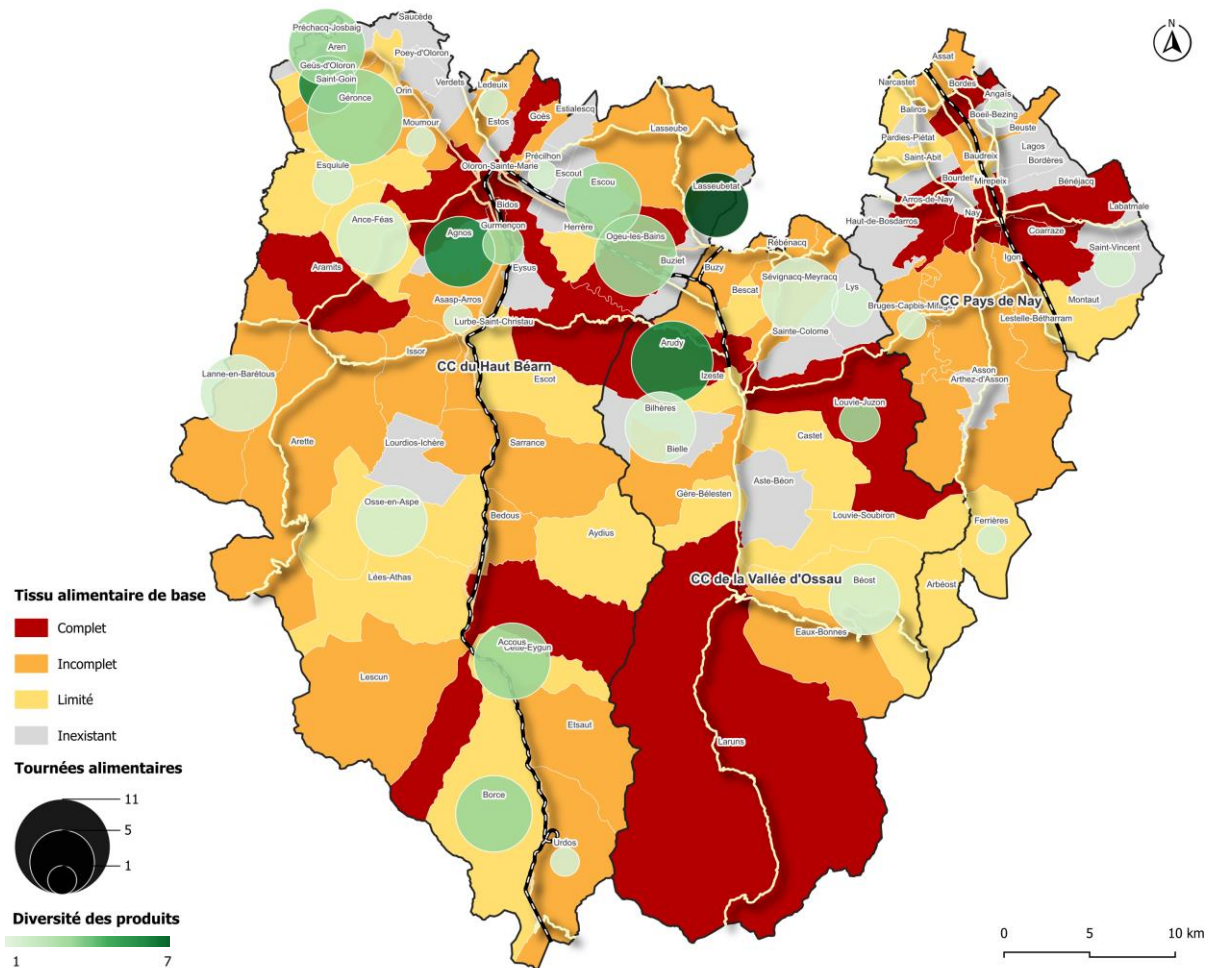 N
Saucède
Préchacq-Josbaig
Aren
Poey-d'Oloron
Geüs-d'Oloron
Saint-Goin
Orin
Verdets
Ledeuix
Géronce
Estos
Goès
Estialescq
Moumour
Lasseube
Précilhon
Esquiule
Oloron-Sainte-Marie
Escout
Escou
Lasseubetat
Bidos
Ance-Féas
Agnos
Gurmençon
Herrère
Ogeu-les-Bains
Eysus
Buziet
Buzy
Rébénacq
Aramits
Asasp-Arros
Lurbe-Saint-Christau
Bescat
Sévignacq-Meyracq
Lys
Sainte-Colome
Assat
Narcastet
Bordes
Angaïs
Baliros
Boeil-Bezing
Beuste
Pardies-Piétat
Lagos
Saint-Abit
Baudreix
Bordères
Mirepeix
Bénéjacq
Arros-de-Nay
Nay
Labatmale
Haut-de-Bosdarros
Coarraze
Igon
Saint-Vincent
Montaut
CC Pays de Nay
Lestelle-Bétharram
Issor
CC du Haut Béarn
Arudy
Izeste
Escot
Lanne-en-Barétous
Asson
Arthez-d'Asson
Bilhères
Louvie-Juzon
Arette
Lourdios-Ichère
Sarrance
Bielle
Castet
Gère-Bélesten
Aste-Béon
Osse-en-Aspe
Bedous
Louvie-Soubiron
Ferrières
Aydius
Lées-Athas
CC de la Vallée d'Ossau
Béost
Arbéost
Eaux-Bonnes
Accous
Cette-Eygun
Lescun
Etsaut
Laruns
Borce
Urdos
Tissu alimentaire de base
Complet
Incomplet
Limité
Inexistant
Tournées alimentaires
11
5
1
Diversité des produits
1 7
0 5 10 km